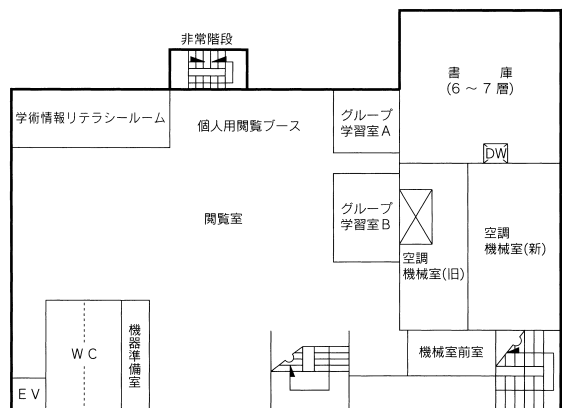 非常階段
書庫
(6～7層)
学術情報リテラシールーム
個人用閲覧ブース
グループ
学習室A
DW
閲覧室
グループ
学習室B
空調
機械室(新)
空調
機械室(旧)
WC
機器準備室
機械室前室
EV